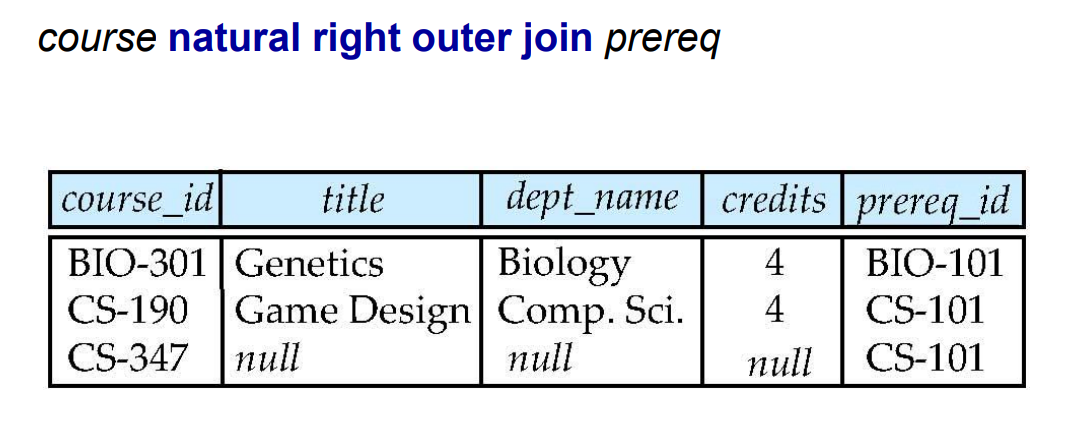 course natural right outer join prereq
course_id title dept_name credits prereq_id
BIO-301 Genetics Biology 4 BIO-101
CS-190 Game Design Comp. Sci. 4 CS-101
CS-347 null null null CS-101